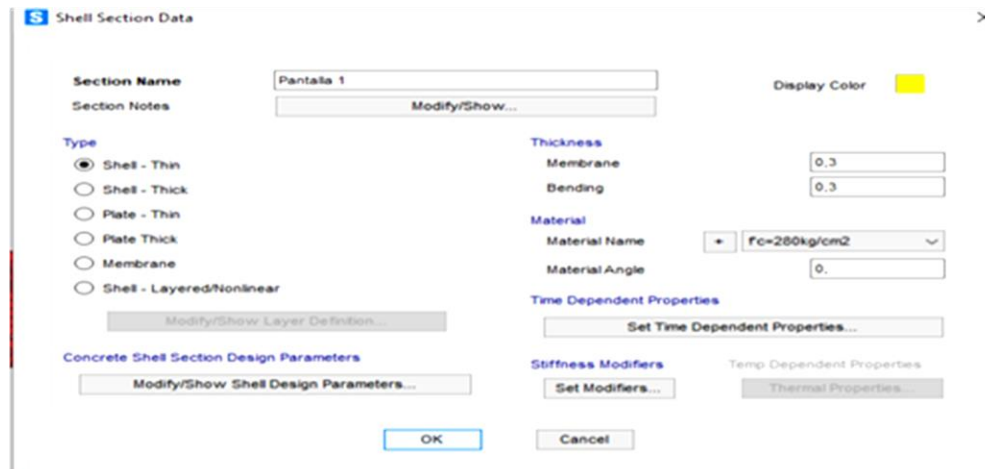 S Shell Section Data
Section Name Pantalla 1
Display Color
Section Notes Modify/Show...
Type
Shell - Thin
Shell - Thick
Plate - Thin
Plate Thick
Membrane
Shell - Layered/Nonlinear
Modify/Show Layer Definition...
Concrete Shell Section Design Parameters
Modify/Show Shell Design Parameters...
Thickness
Membrane 0.3
Bending 0.3
Material
Material Name + f'c=280kg/cm2
Material Angle 0.
Time Dependent Properties
Set Time Dependent Properties...
Stiffness Modifiers
Set Modifiers...
Temp Dependent Properties
Thermal Properties...
OK Cancel